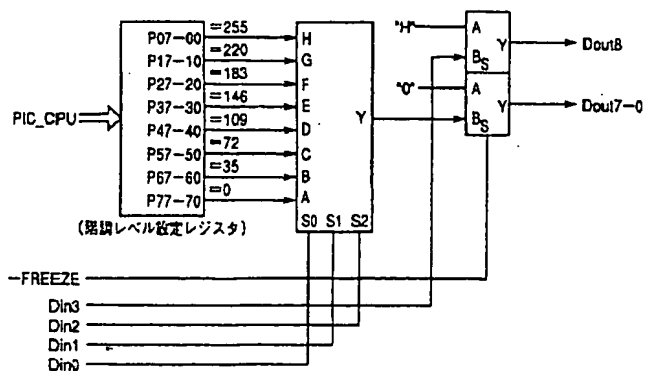 "H"
A
Y
BS
Dout8
"0"
A
Y
BS
Dout7-0
PIC_CPU
P07-00
=255
H
P17-10
=220
G
P27-20
=183
F
P37-30
=146
E
P47-40
=109
D
Y
P57-50
=72
C
P67-60
=35
B
P77-70
=0
A
S0 S1 S2
(階調レベル設定レジスタ)
-FREEZE
Din3
Din2
Din1
Din0